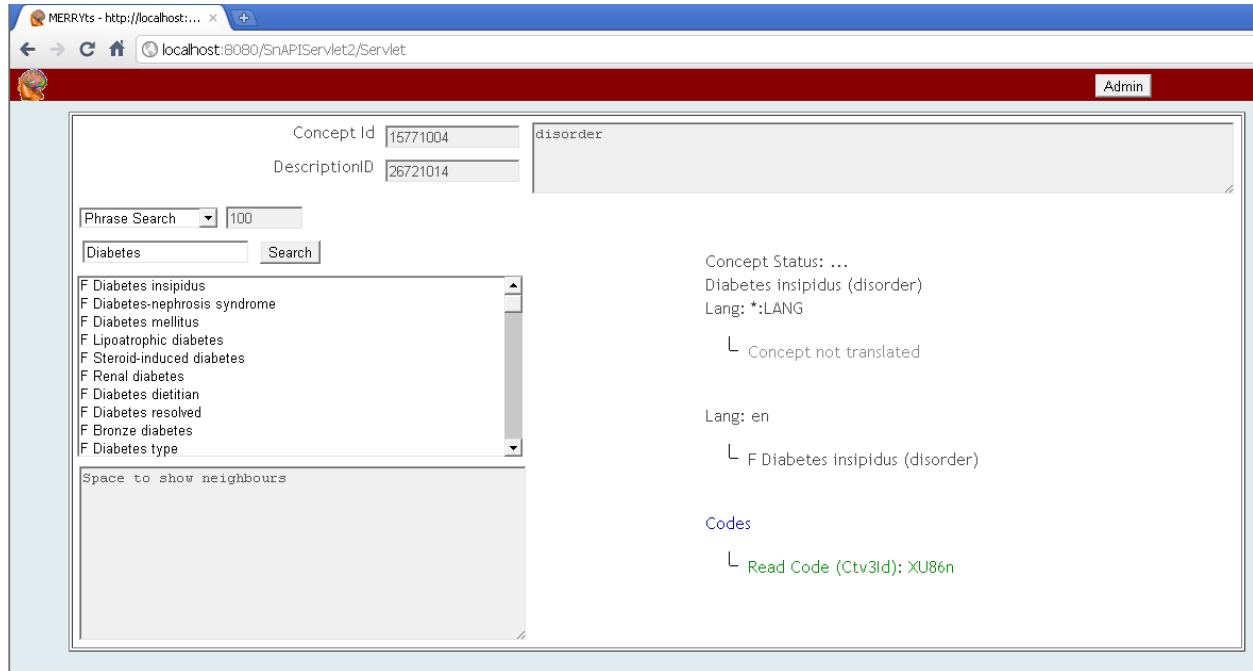 MERRYts - http://localhost:...
localhost:8080/SnAPIServlet2/Servlet
Admin
Concept Id 15771004
disorder
DescriptionID 26721014
Phrase Search 100
Diabetes Search
F Diabetes insipidus
F Diabetes-nephrosis syndrome
F Diabetes mellitus
F Lipoatrophic diabetes
F Steroid-induced diabetes
F Renal diabetes
F Diabetes dietitian
F Diabetes resolved
F Bronze diabetes
F Diabetes type
Space to show neighbours
Concept Status: ...
Diabetes insipidus (disorder)
Lang: *:LANG
Concept not translated
Lang: en
F Diabetes insipidus (disorder)
Codes
Read Code (Ctv3Id): XU86n